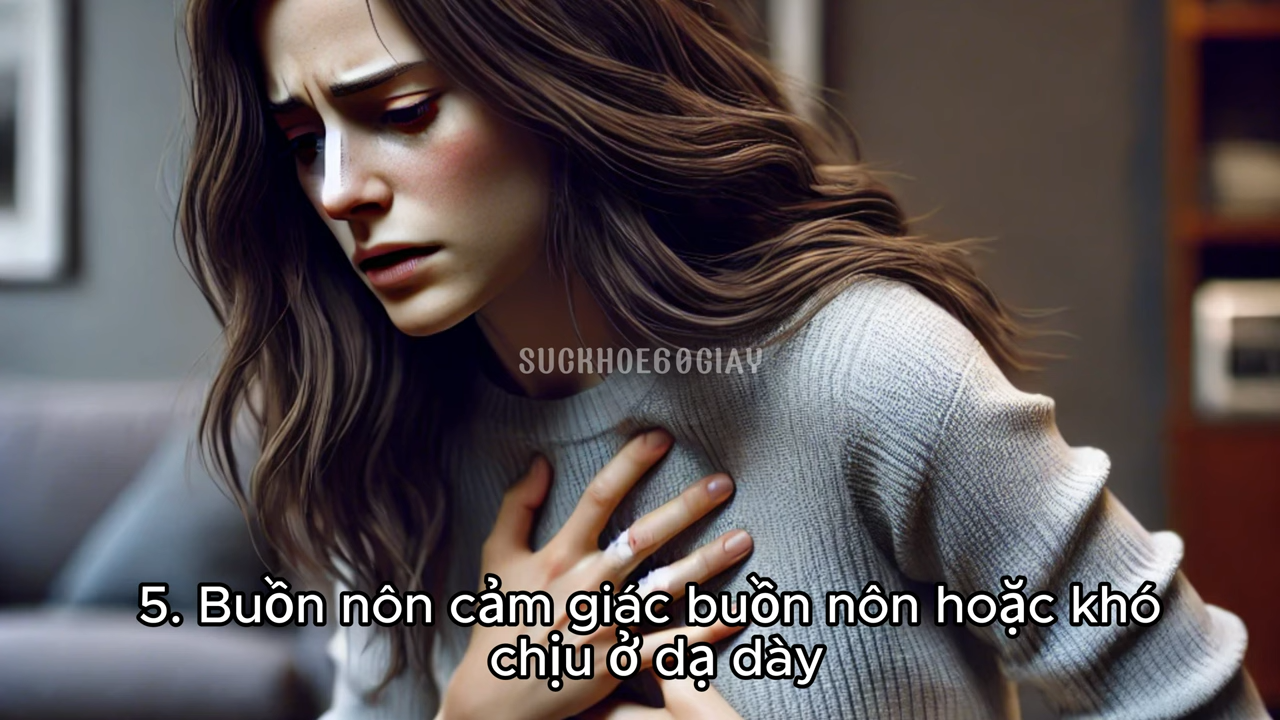 SUCKHOE60GIAY
5. Buồn nôn cảm giác buồn nôn hoặc khó
chịu ở dạ dày